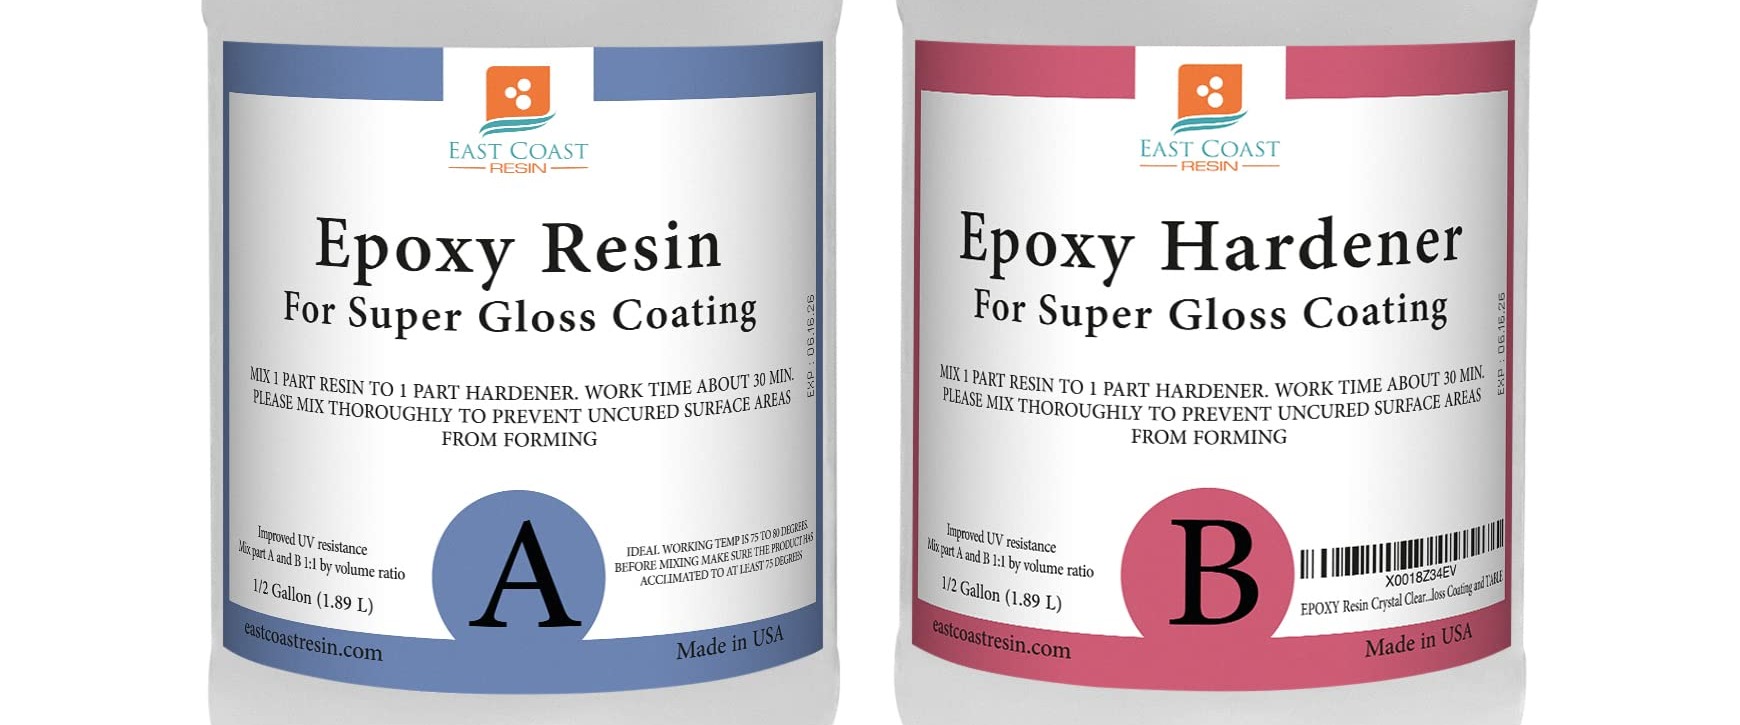 EAST COAST
RESIN
Epoxy Resin
For Super Gloss Coating
MIX 1 PART RESIN TO 1 PART HARDENER. WORK TIME ABOUT 30 MIN.
PLEASE MIX THOROUGHLY TO PREVENT UNCURED SURFACE AREAS
FROM FORMING
EXP : 06.16.26
Improved UV resistance
Mix part A and B 1:1 by volume ratio
1/2 Gallon (1.89 L)
A
IDEAL WORKING TEMP IS 75 TO 80 DEGREES.
BEFORE MIXING MAKE SURE THE PRODUCT HAS
ACCLIMATED TO AT LEAST 75 DEGREES
eastcoastresin.com
Made in USA
EAST COAST
RESIN
Epoxy Hardener
For Super Gloss Coating
MIX 1 PART RESIN TO 1 PART HARDENER. WORK TIME ABOUT 30 MIN.
PLEASE MIX THOROUGHLY TO PREVENT UNCURED SURFACE AREAS
FROM FORMING
EXP : 06.16.26
Improved UV resistance
Mix part A and B 1:1 by volume ratio
1/2 Gallon (1.89 L)
B
X0018Z34EV
EPOXY Resin Crystal Clear...loss Coating and TABLE
eastcoastresin.com
Made in USA